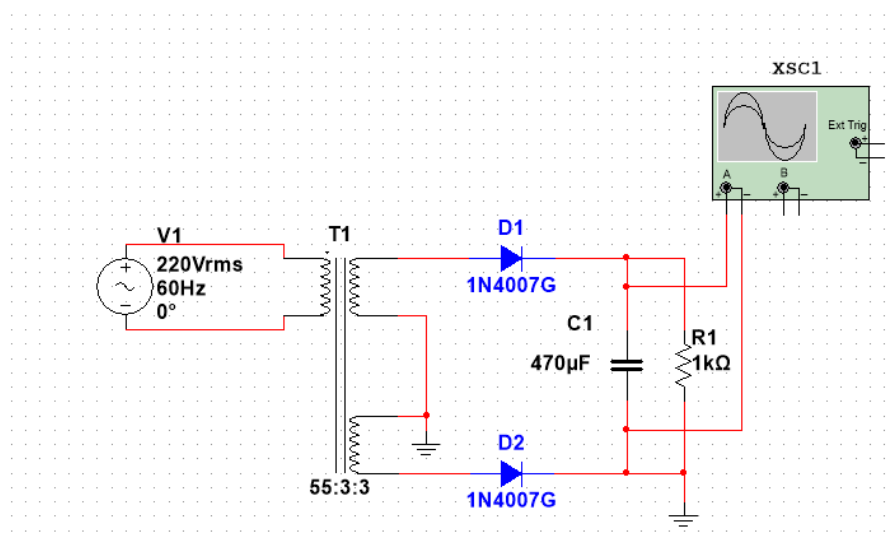 XSC1
Ext Trig
+
−
A
B
+ −
+ −
V1
+
−
220Vrms
60Hz
0°
T1
D1
1N4007G
C1
470µF
R1
1kΩ
D2
1N4007G
55:3:3